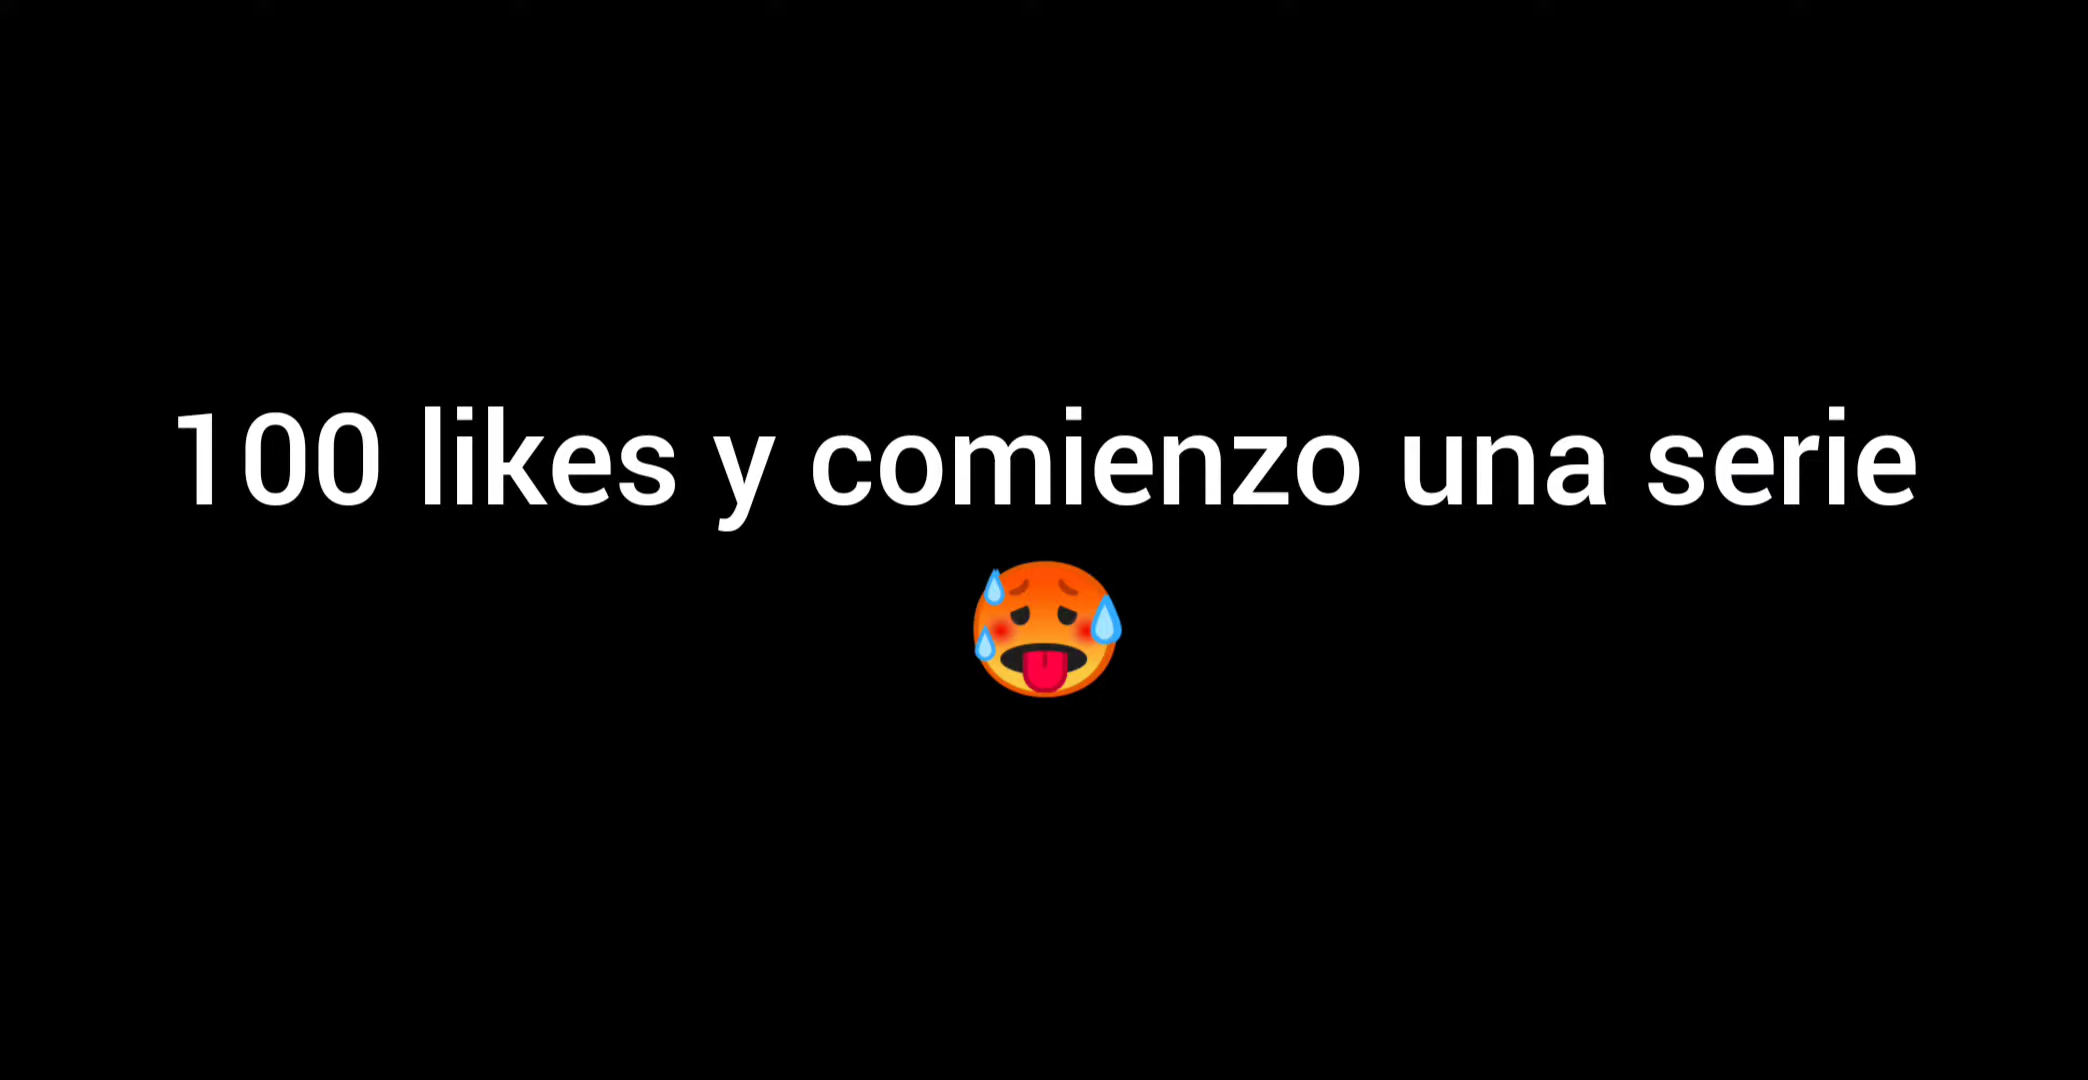 100 likes y comienzo una serie
🥵